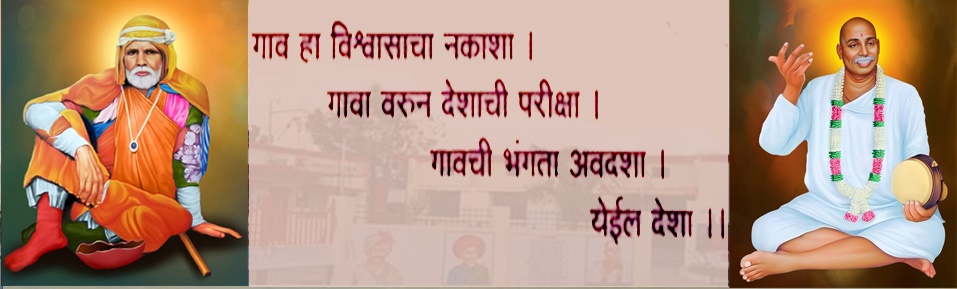 गाव हा विश्वासाचा नकाशा ।
गावा वरुन देशाची परीक्षा ।
गावची भंगता अवदशा ।
येईल देशा ।।